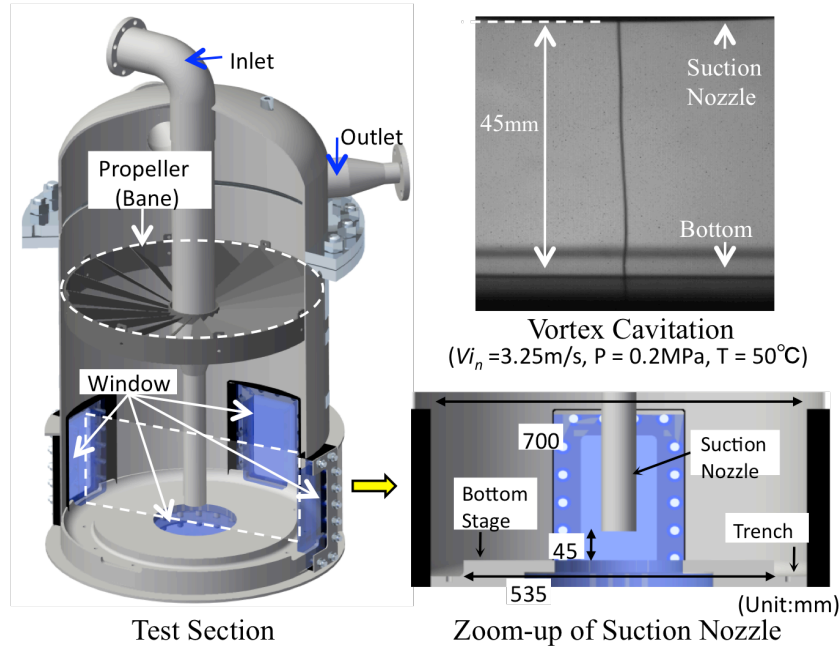 Inlet
Outlet
Propeller
(Bane)
Window
Test Section
45mm
Suction
Nozzle
Bottom
Vortex Cavitation
(Vin =3.25m/s, P = 0.2MPa, T = 50℃)
700
Suction
Nozzle
Bottom
Stage
45
Trench
535
(Unit:mm)
Zoom-up of Suction Nozzle